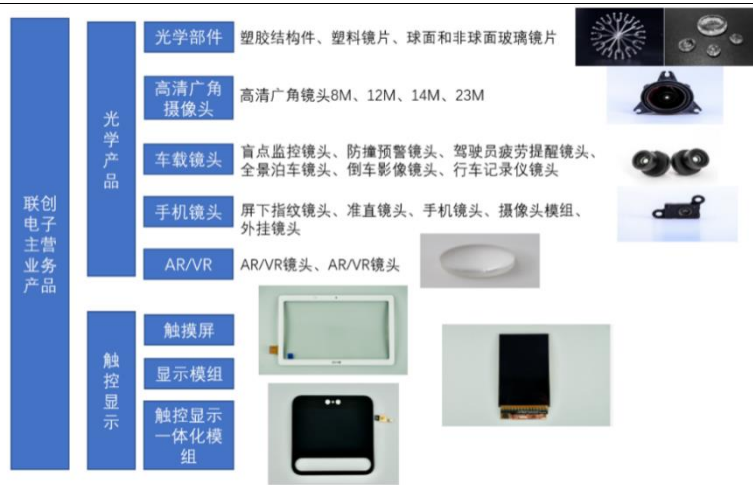 联创
电子
主营
业务
产品
光学产品
光学部件
塑胶结构件、塑料镜片、球面和非球面玻璃镜片
高清广角
摄像头
高清广角镜头8M、12M、14M、23M
车载镜头
盲点监控镜头、防撞预警镜头、驾驶员疲劳提醒镜头、
全景泊车镜头、倒车影像镜头、行车记录仪镜头
手机镜头
屏下指纹镜头、准直镜头、手机镜头、摄像头模组、
外挂镜头
AR/VR
AR/VR镜头、AR/VR镜头
触控显示
触摸屏
显示模组
触控显示
一体化模
组